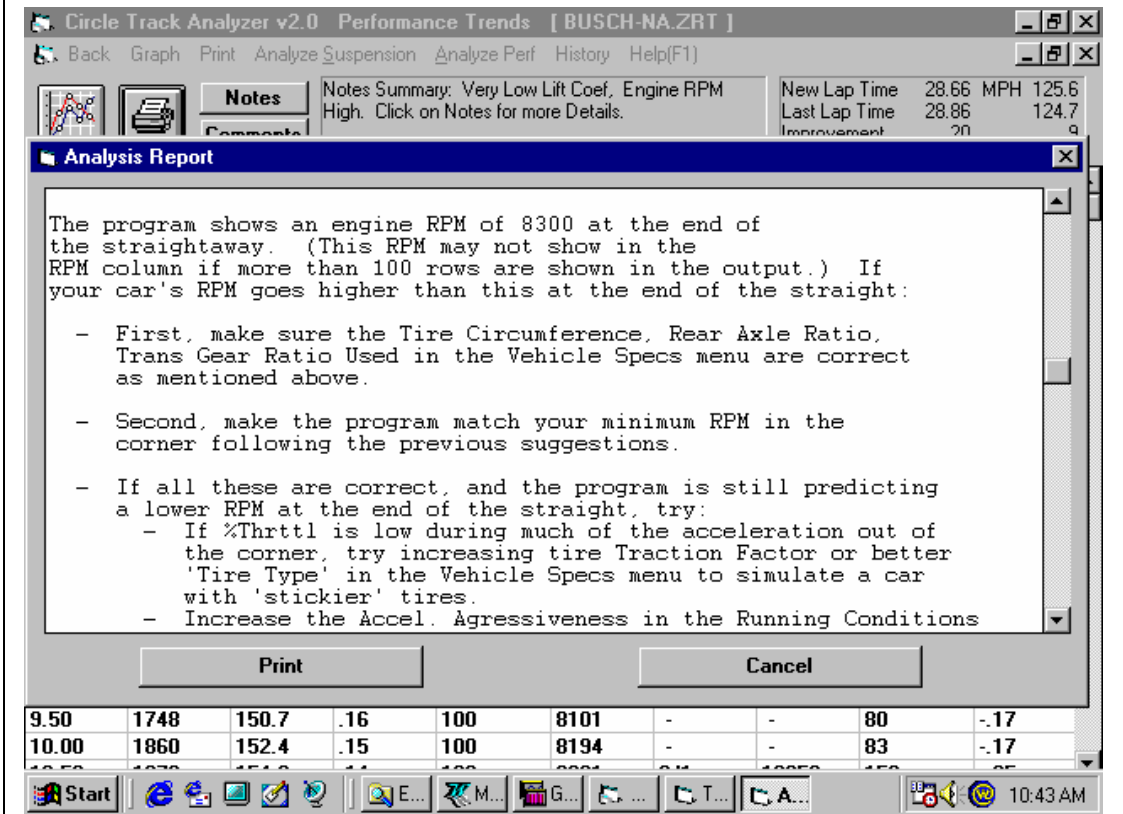 Circle Track Analyzer v2.0 Performance Trends [ BUSCH-NA.ZRT ]
Back Graph Print Analyze Suspension Analyze Perf History Help(F1)
Notes
Notes Summary: Very Low Lift Coef, Engine RPM
High. Click on Notes for more Details.
New Lap Time 28.66 MPH 125.6
Last Lap Time 28.86 124.7
Improvement .20 .9
Comments
Analysis Report
The program shows an engine RPM of 8300 at the end of
the straightaway. (This RPM may not show in the
RPM column if more than 100 rows are shown in the output.) If
your car's RPM goes higher than this at the end of the straight:
- First, make sure the Tire Circumference, Rear Axle Ratio,
Trans Gear Ratio Used in the Vehicle Specs menu are correct
as mentioned above.
- Second, make the program match your minimum RPM in the
corner following the previous suggestions.
- If all these are correct, and the program is still predicting
a lower RPM at the end of the straight, try:
- If %Thrttl is low during much of the acceleration out of
the corner, try increasing tire Traction Factor or better
'Tire Type' in the Vehicle Specs menu to simulate a car
with 'stickier' tires.
- Increase the Accel. Agressiveness in the Running Conditions
Print Cancel
9.50 1748 150.7 .16 100 8101 - - 80 -.17
10.00 1860 152.4 .15 100 8194 - - 83 -.17
Start E... M... G... ... T... A... 10:43 AM